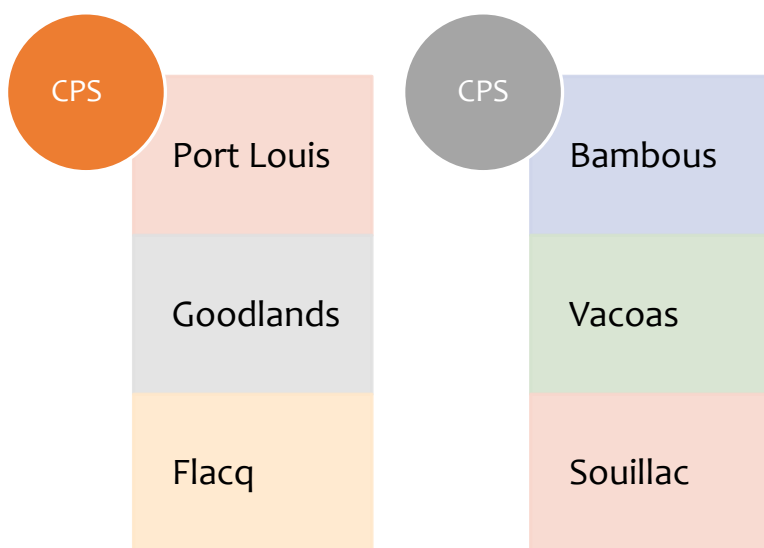 CPS
Port Louis
Goodlands
Flacq
CPS
Bambous
Vacoas
Souillac